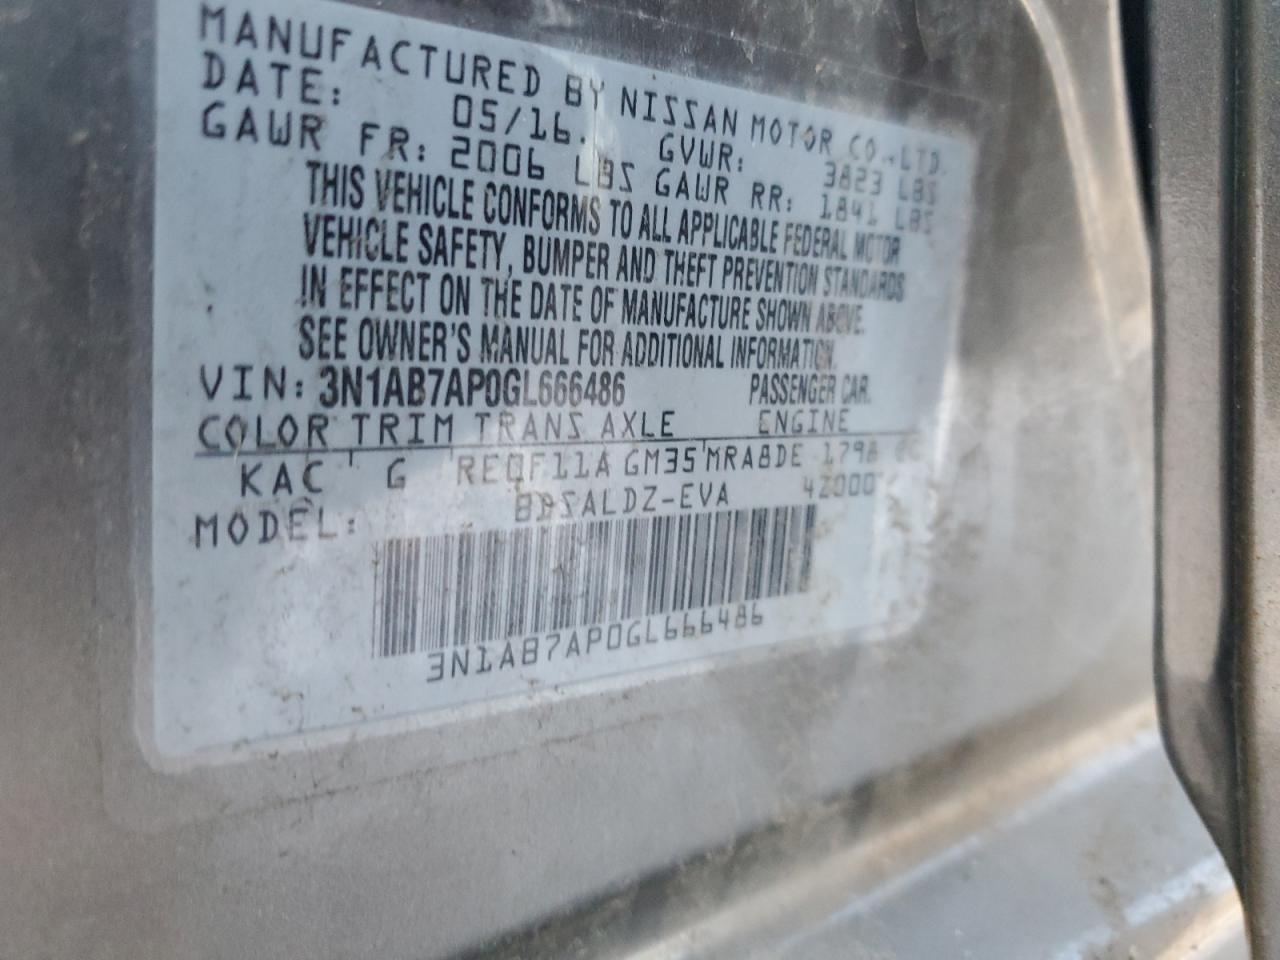 MANUFACTURED BY NISSAN MOTOR CO.,LTD.
DATE: 05/16. GVWR: 3823 LBS
GAWR FR: 2006 LBS GAWR RR: 1841 LBS
THIS VEHICLE CONFORMS TO ALL APPLICABLE FEDERAL MOTOR
VEHICLE SAFETY, BUMPER AND THEFT PREVENTION STANDARDS
IN EFFECT ON THE DATE OF MANUFACTURE SHOWN ABOVE.
SEE OWNER'S MANUAL FOR ADDITIONAL INFORMATION.
VIN: 3N1AB7AP0GL666486 PASSENGER CAR.
COLOR TRIM TRANS AXLE ENGINE
KAC G RE0F11A GM35 MRA8DE 1798 CC
MODEL: BDSALDZ-EVA
3N1AB7AP0GL666486